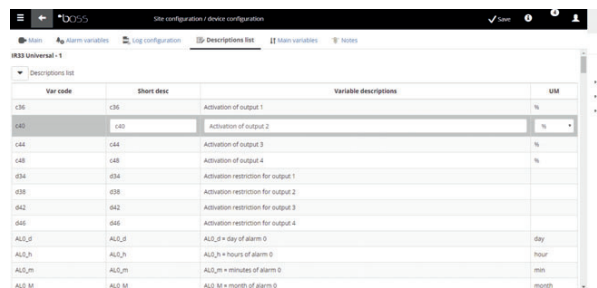 boss Site configuration / device configuration Save 4
Main Alarm variables Log configuration Descriptions list Main variables Notes
IR33 Universal - 1
Descriptions list
Var code Short desc Variable descriptions UM
c36 c36 Activation of output 1 %
c40 c40 Activation of output 2 %
c44 c44 Activation of output 3 %
c48 c48 Activation of output 4 %
d34 d34 Activation restriction for output 1
d38 d38 Activation restriction for output 2
d42 d42 Activation restriction for output 3
d46 d46 Activation restriction for output 4
AL0_d AL0_d AL0_d = day of alarm 0 day
AL0_h AL0_h AL0_h = hours of alarm 0 hour
AL0_m AL0_m AL0_m = minutes of alarm 0 min
AL0_M AL0_M AL0_M = month of alarm 0 month